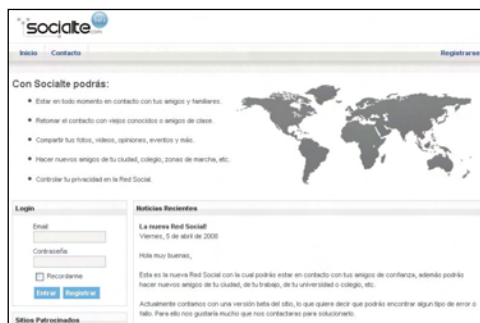 socialte.com
Inicio Contacto Registrarse
Con Socialte podrás:
Estar en todo momento en contacto con tus amigos y familiares.
Retomar el contacto con viejos conocidos o amigos de clase.
Compartir tus fotos, videos, opiniones, eventos y más.
Hacer nuevos amigos de tu ciudad, colegio, zonas de marcha, etc.
Controlar tu privacidad en la Red Social.
Login
Email
Contraseña
Recordarme
Entrar Registrar
Sitios Patrocinados
Noticias Recientes
La nueva Red Social!
Viernes, 5 de abril de 2008
Hola muy buenas,
Esta es la nueva Red Social con la cual podrás estar en contacto con tus amigos de confianza, además podrás
hacer nuevos amigos de tu ciudad, de tu trabajo, de tu universidad o colegio, etc.
Actualmente contamos con una versión beta del sitio, lo que quiere decir que podrás encontrar algun tipo de error o
fallo. Para ello nos gustaría mucho que nos contactaras para solucionarlo.